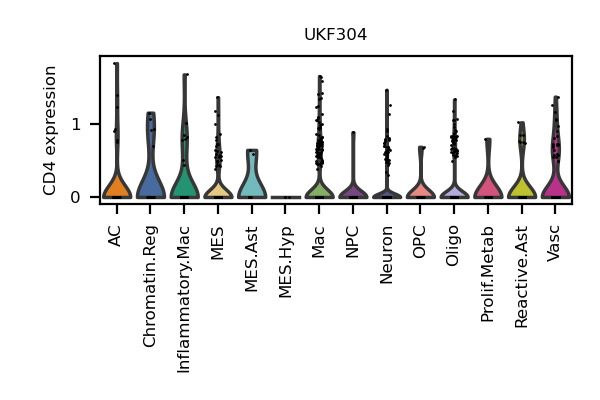 UKF304
CD4 expression
1
0
AC
Chromatin.Reg
Inflammatory.Mac
MES
MES.Ast
MES.Hyp
Mac
NPC
Neuron
OPC
Oligo
Prolif.Metab
Reactive.Ast
Vasc